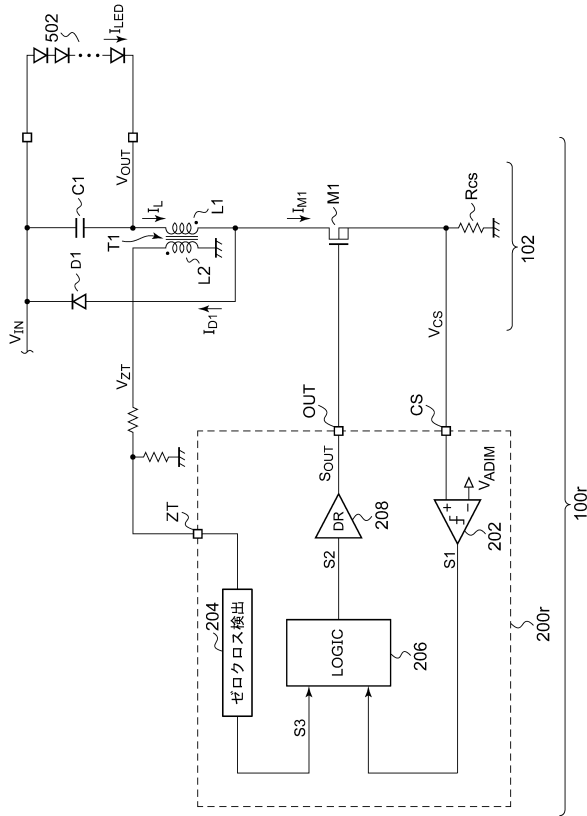 100r
102
502
VIN
D1
C1
ILED
VOUT
T1
IL
L1
L2
ID1
IM1
M1
Rcs
VCS
VZT
ZT
OUT
CS
SOUT
DR
208
S2
VADIM
+
−
202
S1
204
ゼロクロス検出
LOGIC
206
S3
200r